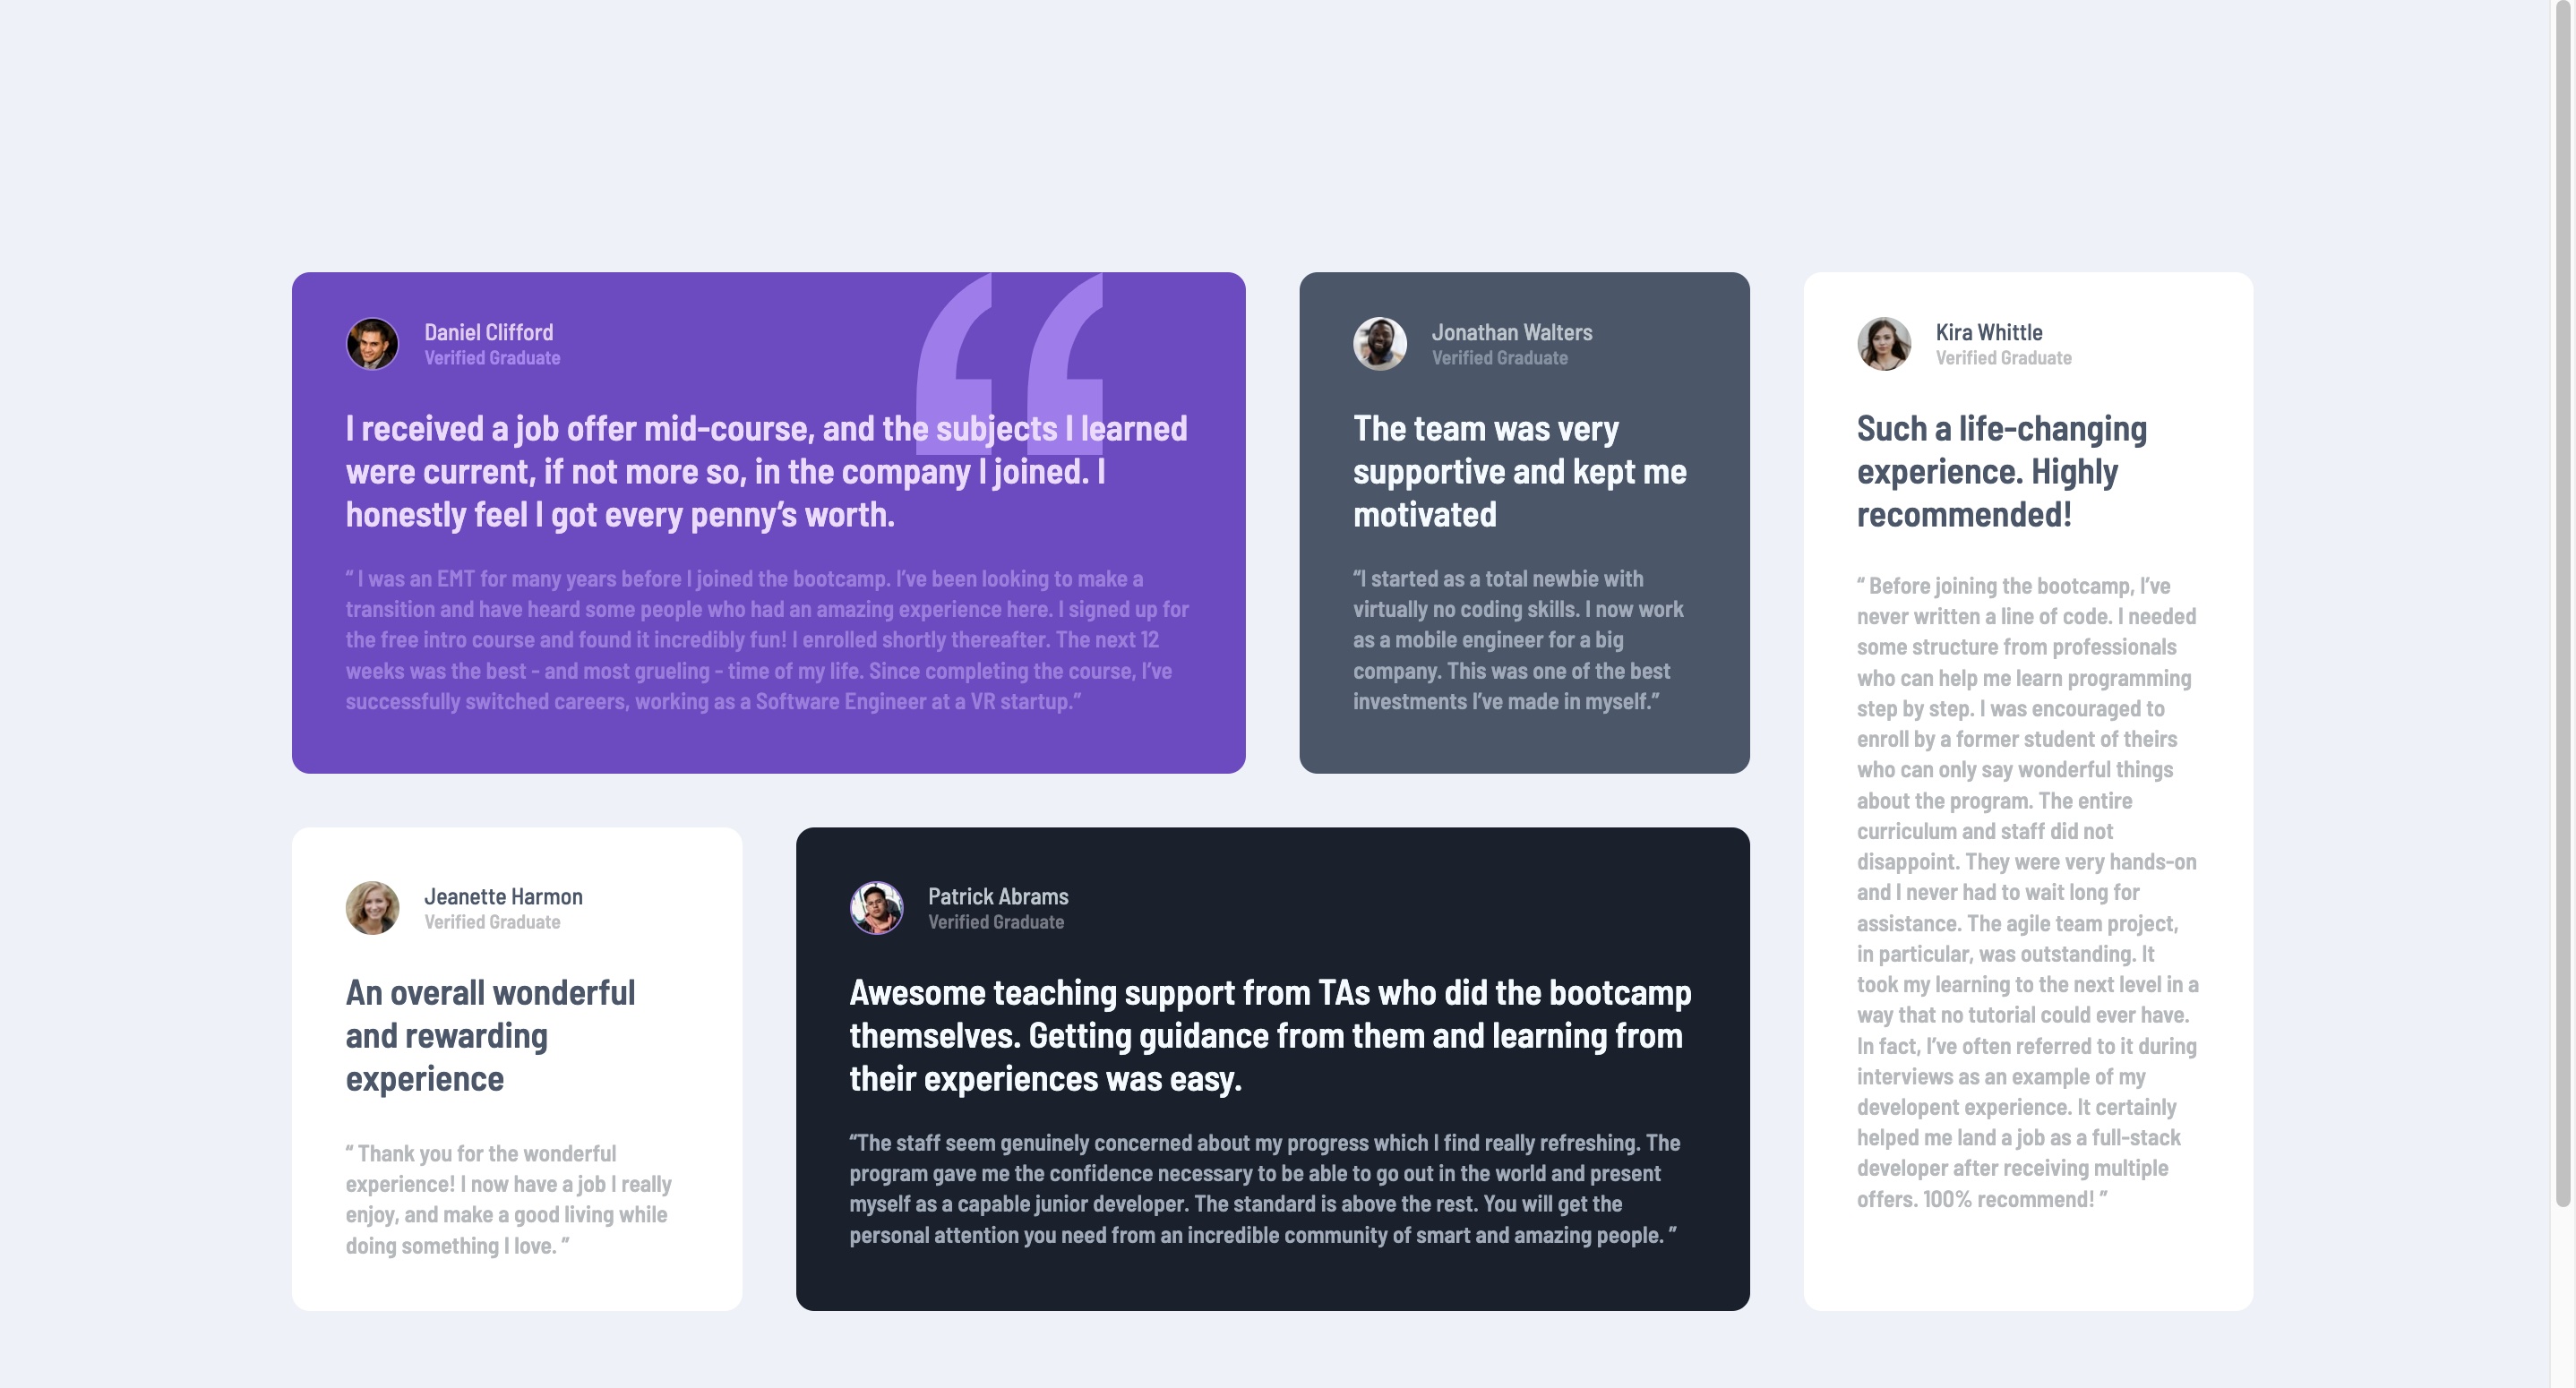 Daniel Clifford
Verified Graduate
I received a job offer mid-course, and the subjects I learned
were current, if not more so, in the company I joined. I
honestly feel I got every penny’s worth.
“ I was an EMT for many years before I joined the bootcamp. I’ve been looking to make a
transition and have heard some people who had an amazing experience here. I signed up for
the free intro course and found it incredibly fun! I enrolled shortly thereafter. The next 12
weeks was the best - and most grueling - time of my life. Since completing the course, I’ve
successfully switched careers, working as a Software Engineer at a VR startup.”
Jonathan Walters
Verified Graduate
The team was very
supportive and kept me
motivated
“I started as a total newbie with
virtually no coding skills. I now work
as a mobile engineer for a big
company. This was one of the best
investments I’ve made in myself.”
Kira Whittle
Verified Graduate
Such a life-changing
experience. Highly
recommended!
“ Before joining the bootcamp, I’ve
never written a line of code. I needed
some structure from professionals
who can help me learn programming
step by step. I was encouraged to
enroll by a former student of theirs
who can only say wonderful things
about the program. The entire
curriculum and staff did not
disappoint. They were very hands-on
and I never had to wait long for
assistance. The agile team project,
in particular, was outstanding. It
took my learning to the next level in a
way that no tutorial could ever have.
In fact, I’ve often referred to it during
interviews as an example of my
developent experience. It certainly
helped me land a job as a full-stack
developer after receiving multiple
offers. 100% recommend! ”
Jeanette Harmon
Verified Graduate
An overall wonderful
and rewarding
experience
“ Thank you for the wonderful
experience! I now have a job I really
enjoy, and make a good living while
doing something I love. ”
Patrick Abrams
Verified Graduate
Awesome teaching support from TAs who did the bootcamp
themselves. Getting guidance from them and learning from
their experiences was easy.
“The staff seem genuinely concerned about my progress which I find really refreshing. The
program gave me the confidence necessary to be able to go out in the world and present
myself as a capable junior developer. The standard is above the rest. You will get the
personal attention you need from an incredible community of smart and amazing people. ”